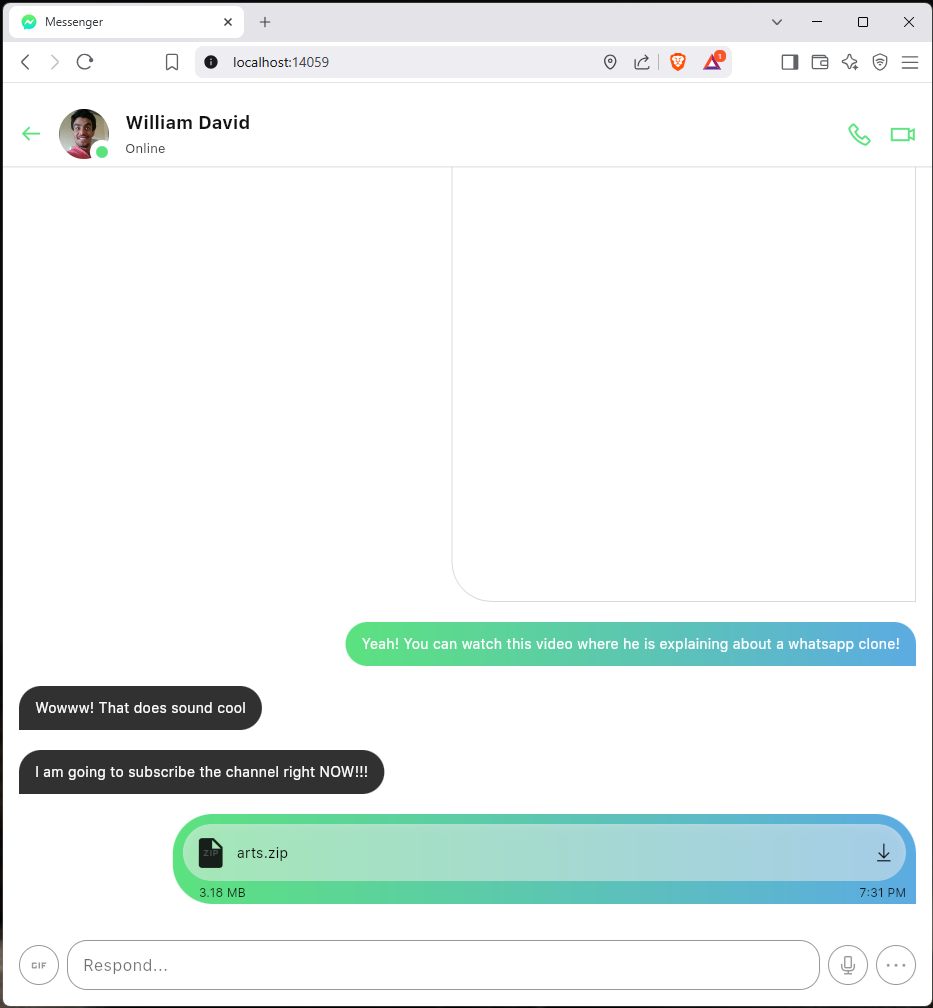 Messenger
localhost:14059
1
William David
Online
Yeah! You can watch this video where he is explaining about a whatsapp clone!
Wowww! That does sound cool
I am going to subscribe the channel right NOW!!!
ZIP
arts.zip
3.18 MB
7:31 PM
GIF
Respond...